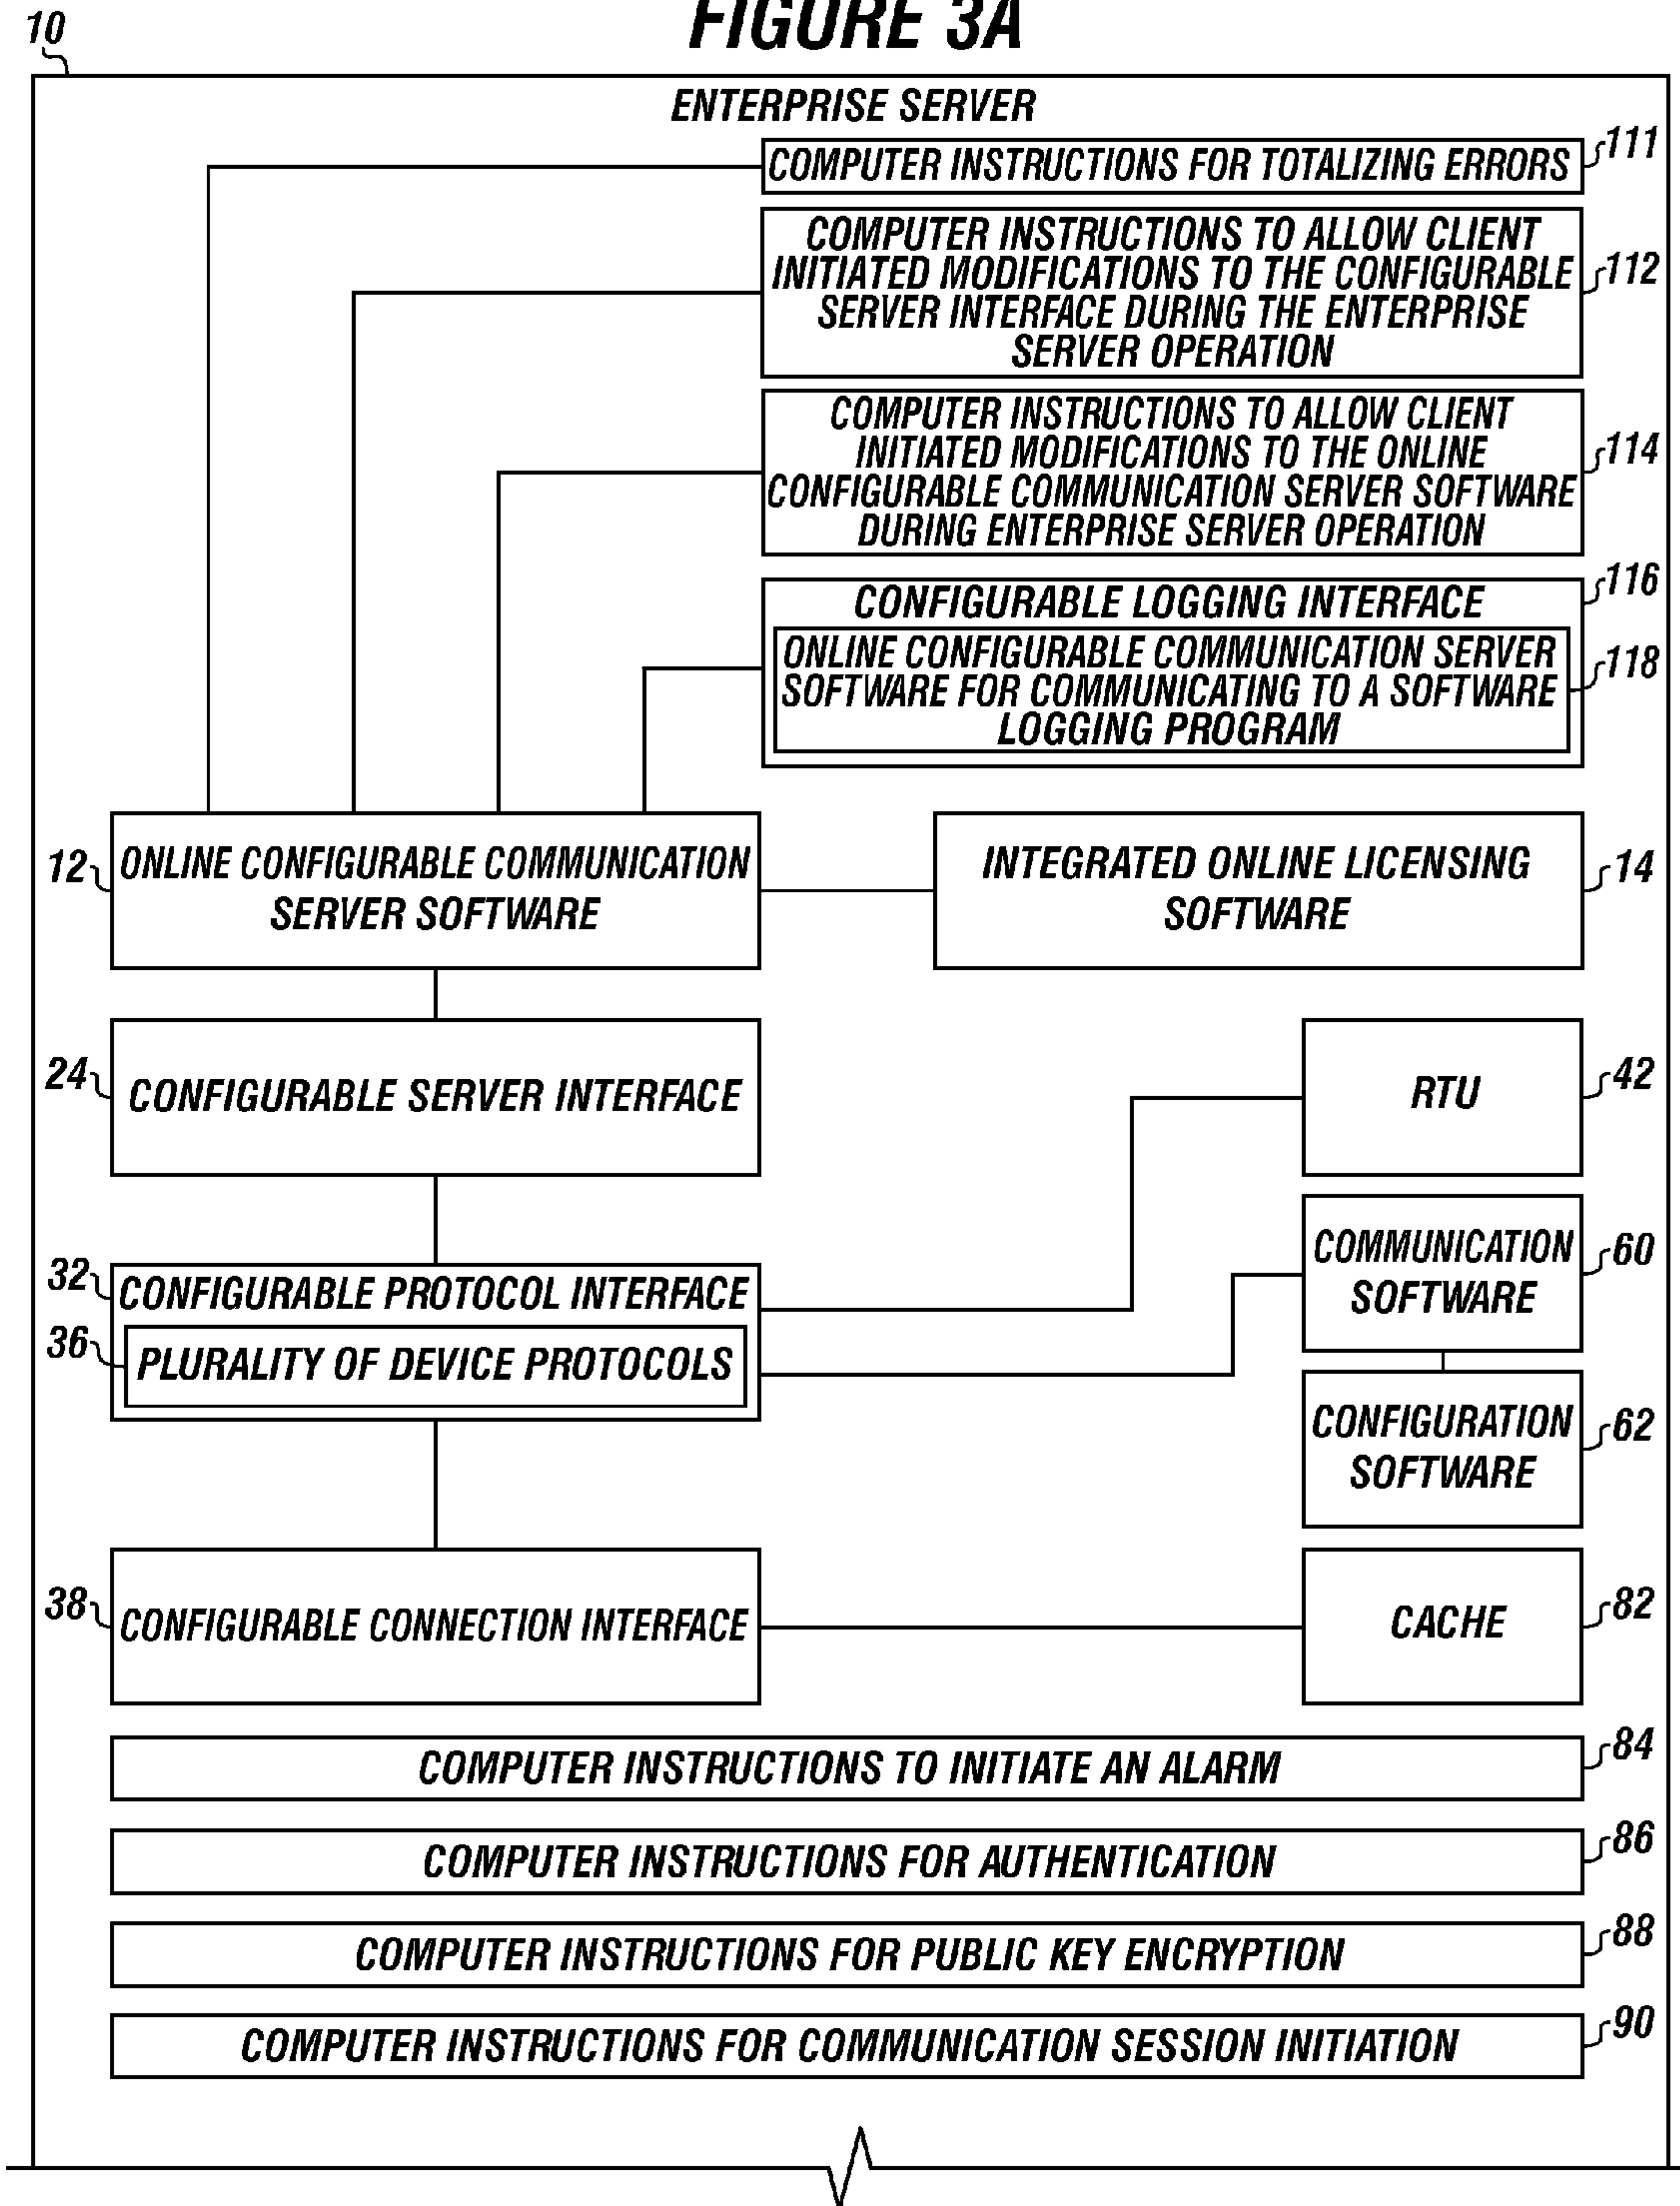 FIGURE 3A
10
ENTERPRISE SERVER
COMPUTER INSTRUCTIONS FOR TOTALIZING ERRORS
111
COMPUTER INSTRUCTIONS TO ALLOW CLIENT
INITIATED MODIFICATIONS TO THE CONFIGURABLE
SERVER INTERFACE DURING THE ENTERPRISE
SERVER OPERATION
112
COMPUTER INSTRUCTIONS TO ALLOW CLIENT
INITIATED MODIFICATIONS TO THE ONLINE
CONFIGURABLE COMMUNICATION SERVER SOFTWARE
DURING ENTERPRISE SERVER OPERATION
114
CONFIGURABLE LOGGING INTERFACE
116
ONLINE CONFIGURABLE COMMUNICATION SERVER
SOFTWARE FOR COMMUNICATING TO A SOFTWARE
LOGGING PROGRAM
118
12
ONLINE CONFIGURABLE COMMUNICATION
SERVER SOFTWARE
INTEGRATED ONLINE LICENSING
SOFTWARE
14
24
CONFIGURABLE SERVER INTERFACE
RTU
42
COMMUNICATION
SOFTWARE
60
32
CONFIGURABLE PROTOCOL INTERFACE
36
PLURALITY OF DEVICE PROTOCOLS
CONFIGURATION
SOFTWARE
62
38
CONFIGURABLE CONNECTION INTERFACE
CACHE
82
COMPUTER INSTRUCTIONS TO INITIATE AN ALARM
84
COMPUTER INSTRUCTIONS FOR AUTHENTICATION
86
COMPUTER INSTRUCTIONS FOR PUBLIC KEY ENCRYPTION
88
COMPUTER INSTRUCTIONS FOR COMMUNICATION SESSION INITIATION
90